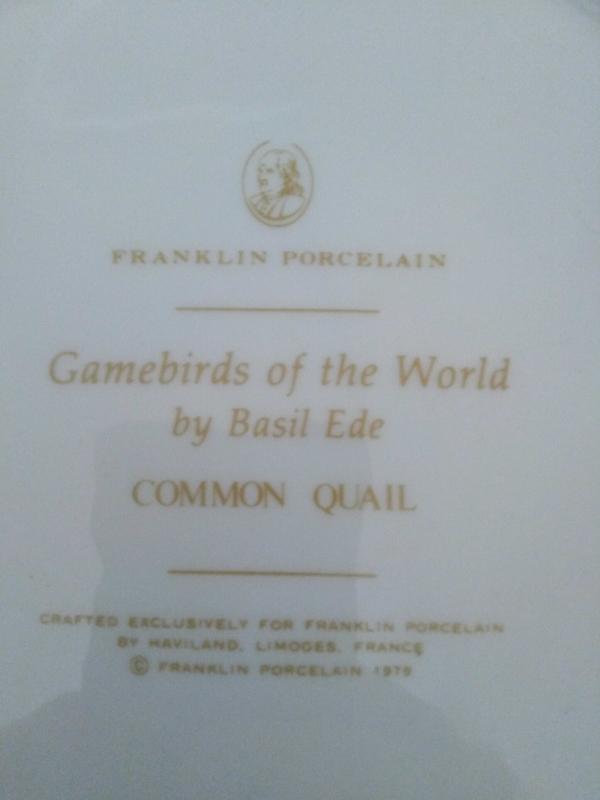 FRANKLIN PORCELAIN
Gamebirds of the World
by Basil Ede
COMMON QUAIL
CRAFTED EXCLUSIVELY FOR FRANKLIN PORCELAIN
BY HAVILAND, LIMOGES, FRANCE
© FRANKLIN PORCELAIN 1979